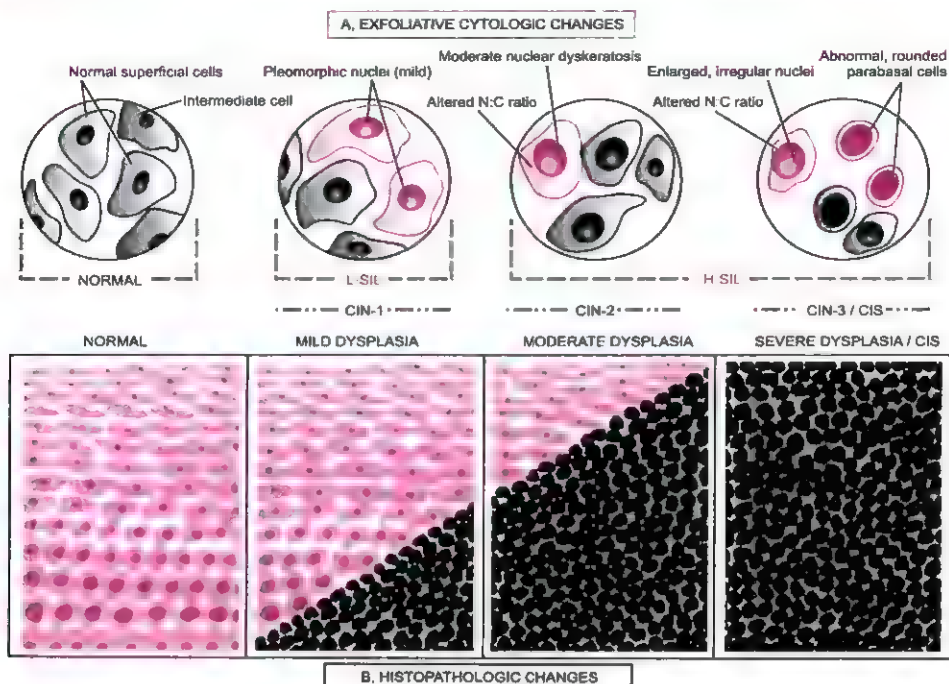 A, EXFOLIATIVE CYTOLOGIC CHANGES
Normal superficial cells
Intermediate cell
Pleomorphic nuclei (mild)
Moderate nuclear dyskeratosis
Altered N:C ratio
Enlarged, irregular nuclei
Altered N:C ratio
Abnormal, rounded
parabasal cells
NORMAL
L-SIL
H-SIL
CIN-1
CIN-2
CIN-3 / CIS
NORMAL
MILD DYSPLASIA
MODERATE DYSPLASIA
SEVERE DYSPLASIA / CIS
B, HISTOPATHOLOGIC CHANGES